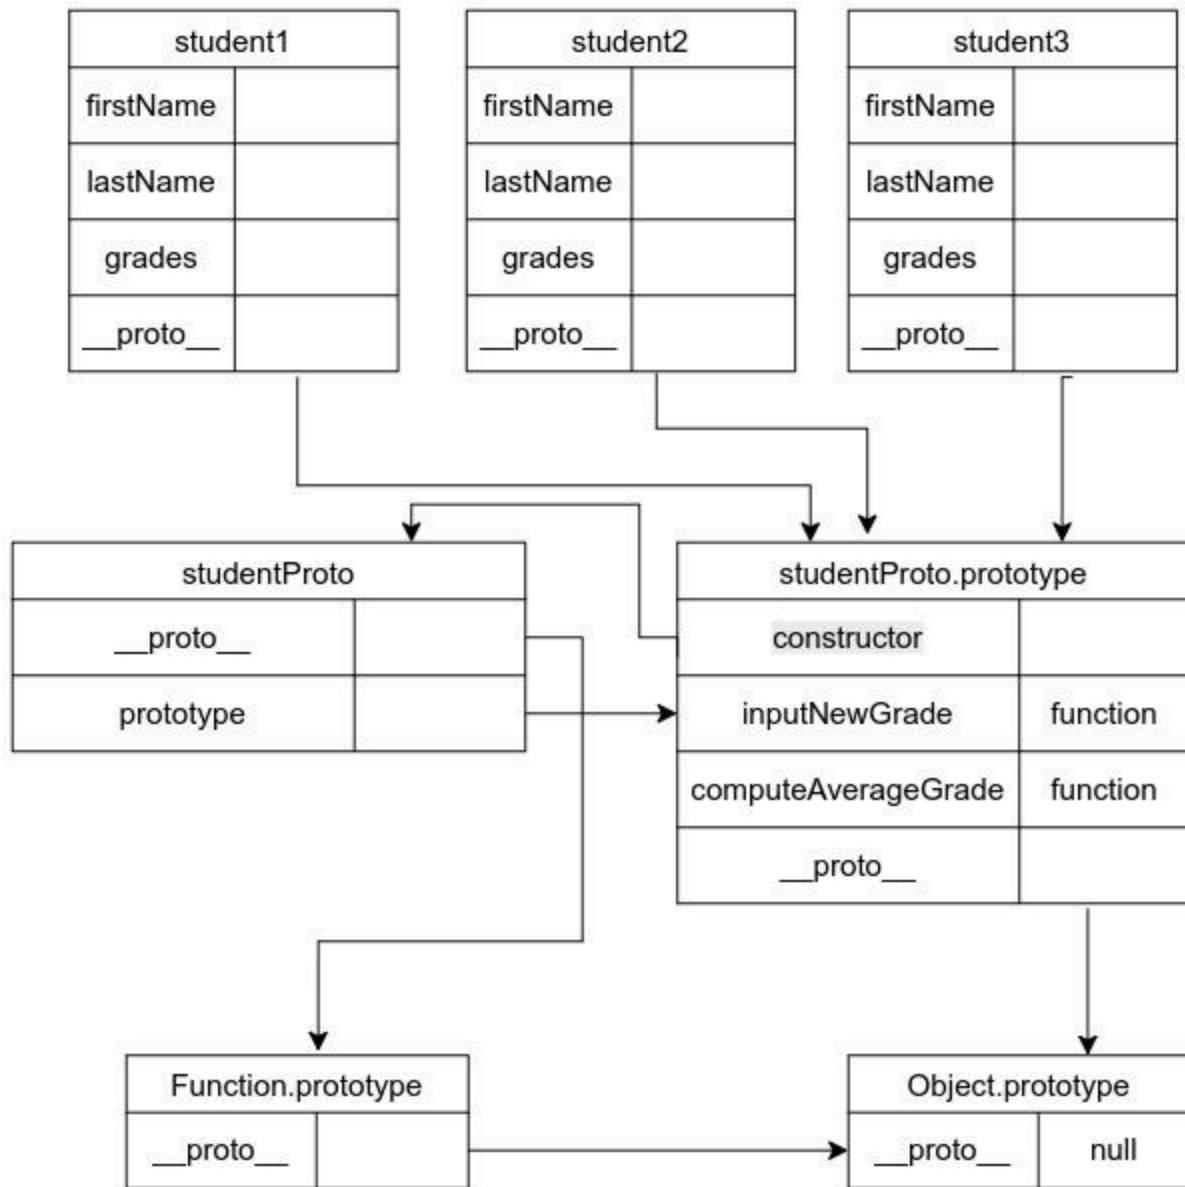 student1
firstName
lastName
grades
__proto__
student2
firstName
lastName
grades
__proto__
student3
firstName
lastName
grades
__proto__
studentProto
__proto__
prototype
studentProto.prototype
constructor
inputNewGrade function
computeAverageGrade function
__proto__
Function.prototype
__proto__
Object.prototype
__proto__ null